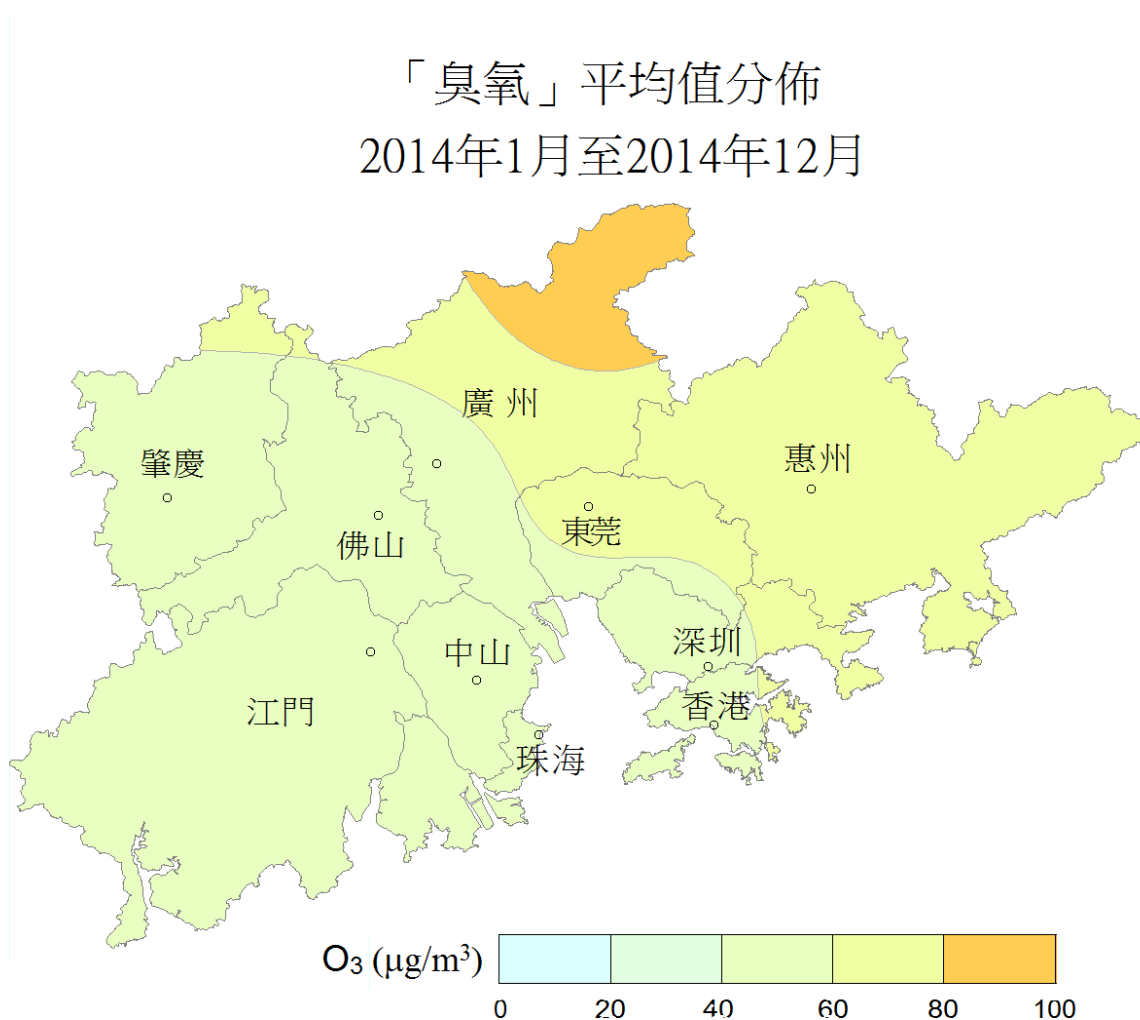 「臭氧」平均值分佈
2014年1月至2014年12月
廣州
肇慶
惠州
東莞
佛山
深圳
中山
香港
江門
珠海
O₃ (μg/m³)
0 20 40 60 80 100